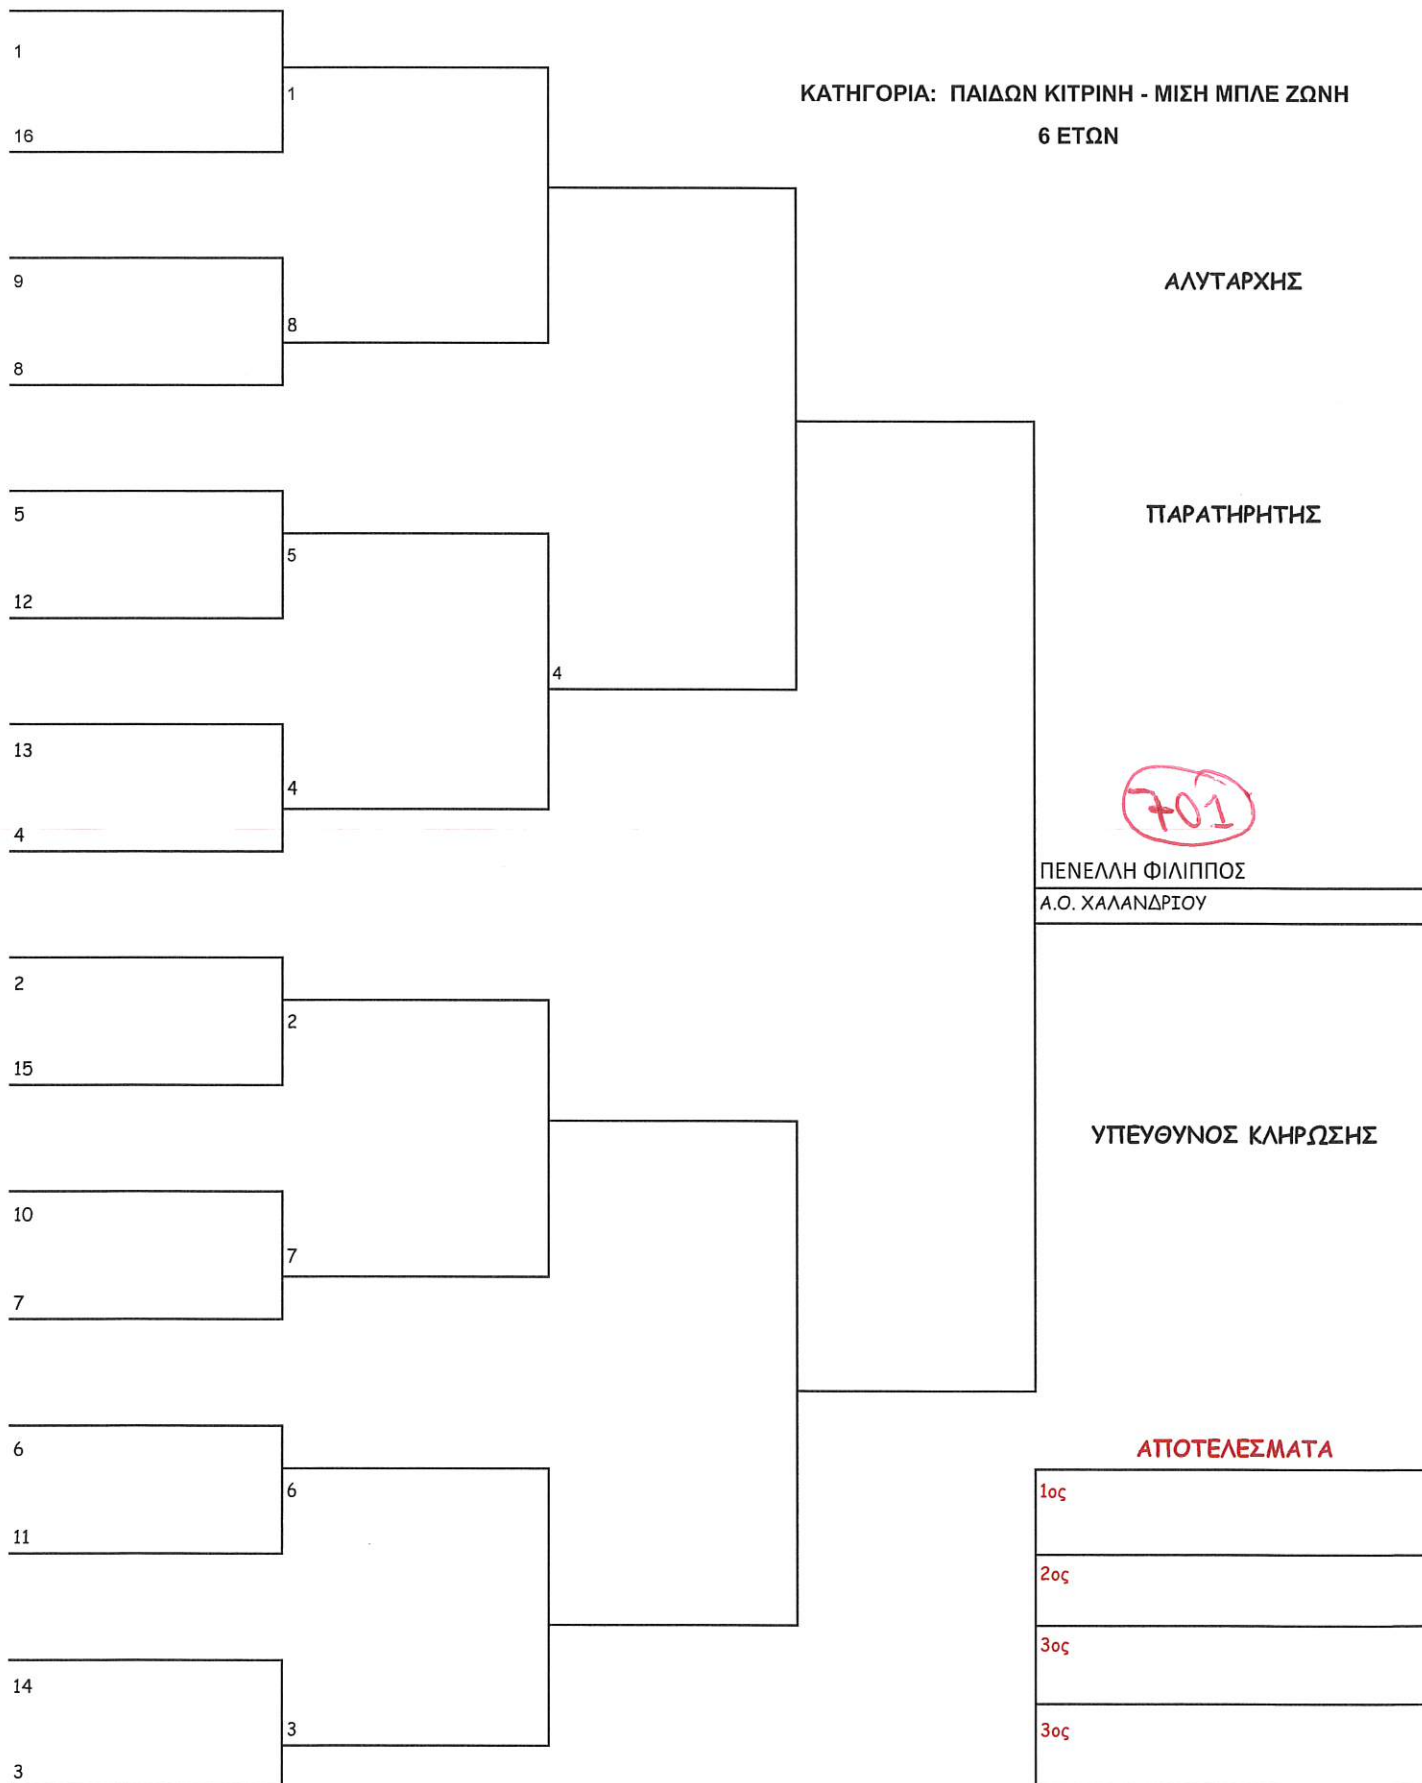 1
1
ΚΑΤΗΓΟΡΙΑ: ΠΑΙΔΩΝ ΚΙΤΡΙΝΗ - ΜΙΣΗ ΜΠΛΕ ΖΩΝΗ
16
6 ΕΤΩΝ
9
ΑΛΥΤΑΡΧΗΣ
8
8
5
ΠΑΡΑΤΗΡΗΤΗΣ
5
12
4
13
4
701
4
ΠΕΝΕΛΛΗ ΦΙΛΙΠΠΟΣ
Α.Ο. ΧΑΛΑΝΔΡΙΟΥ
2
2
15
ΥΠΕΥΘΥΝΟΣ ΚΛΗΡΩΣΗΣ
10
7
7
6
ΑΠΟΤΕΛΕΣΜΑΤΑ
6
1ος
11
2ος
3ος
14
3
3ος
3